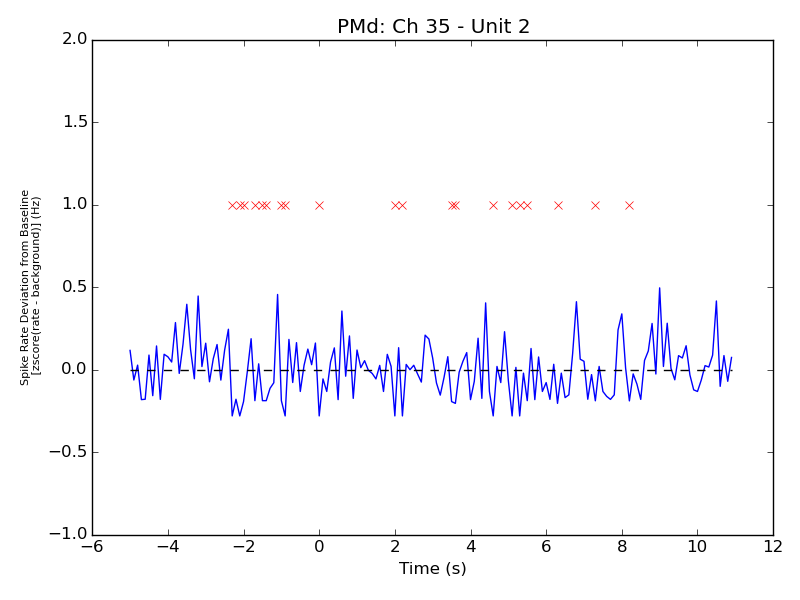 PMd: Ch 35 - Unit 2
2.0
1.5
1.0
0.5
0.0
−0.5
−1.0
Spike Rate Deviation from Baseline
[zscore(rate - background)] (Hz)
−6 −4 −2 0 2 4 6 8 10 12
Time (s)